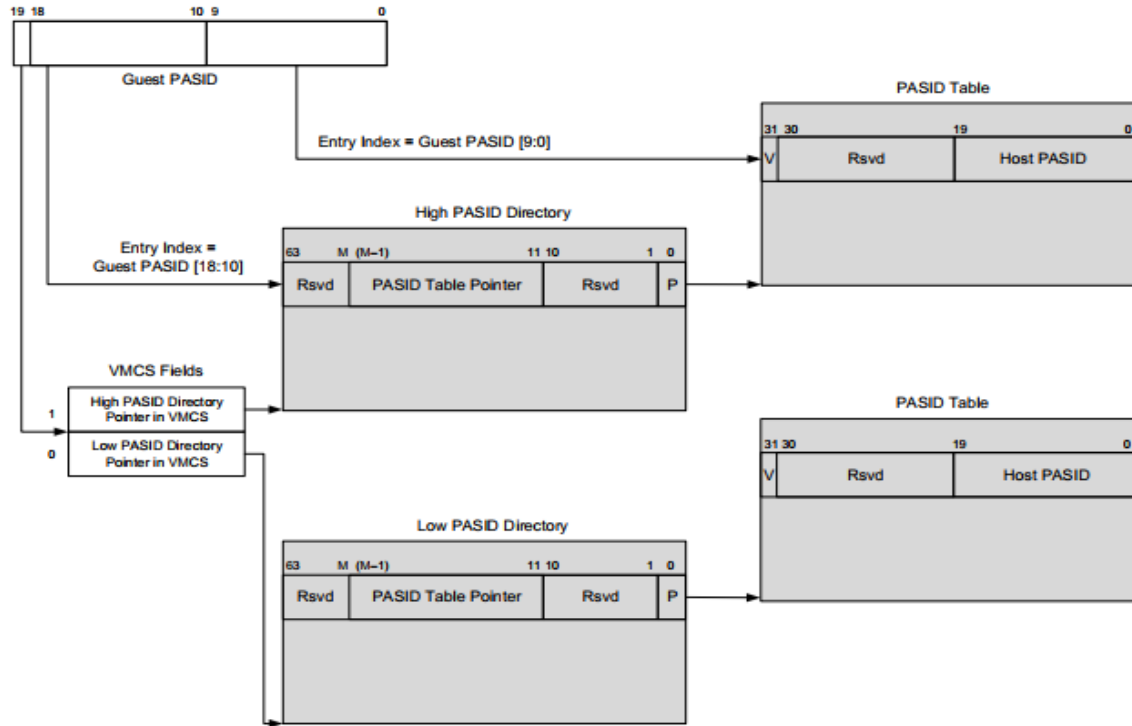 19 18 10 9 0
Guest PASID
PASID Table
31 30 19 0
V Rsvd Host PASID
Entry Index = Guest PASID [9:0]
High PASID Directory
Entry Index =
Guest PASID [18:10]
63 M (M–1) 11 10 1 0
Rsvd PASID Table Pointer Rsvd P
VMCS Fields
1 High PASID Directory
Pointer in VMCS
0 Low PASID Directory
Pointer in VMCS
PASID Table
31 30 19 0
V Rsvd Host PASID
Low PASID Directory
63 M (M–1) 11 10 1 0
Rsvd PASID Table Pointer Rsvd P